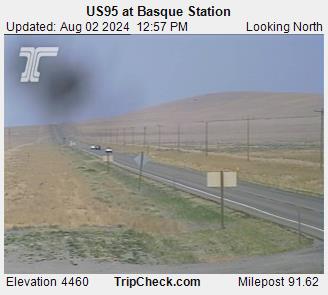 US95 at Basque Station
Updated: Aug 02 2024 12:57 PM Looking North
Elevation 4460 TripCheck.com Milepost 91.62